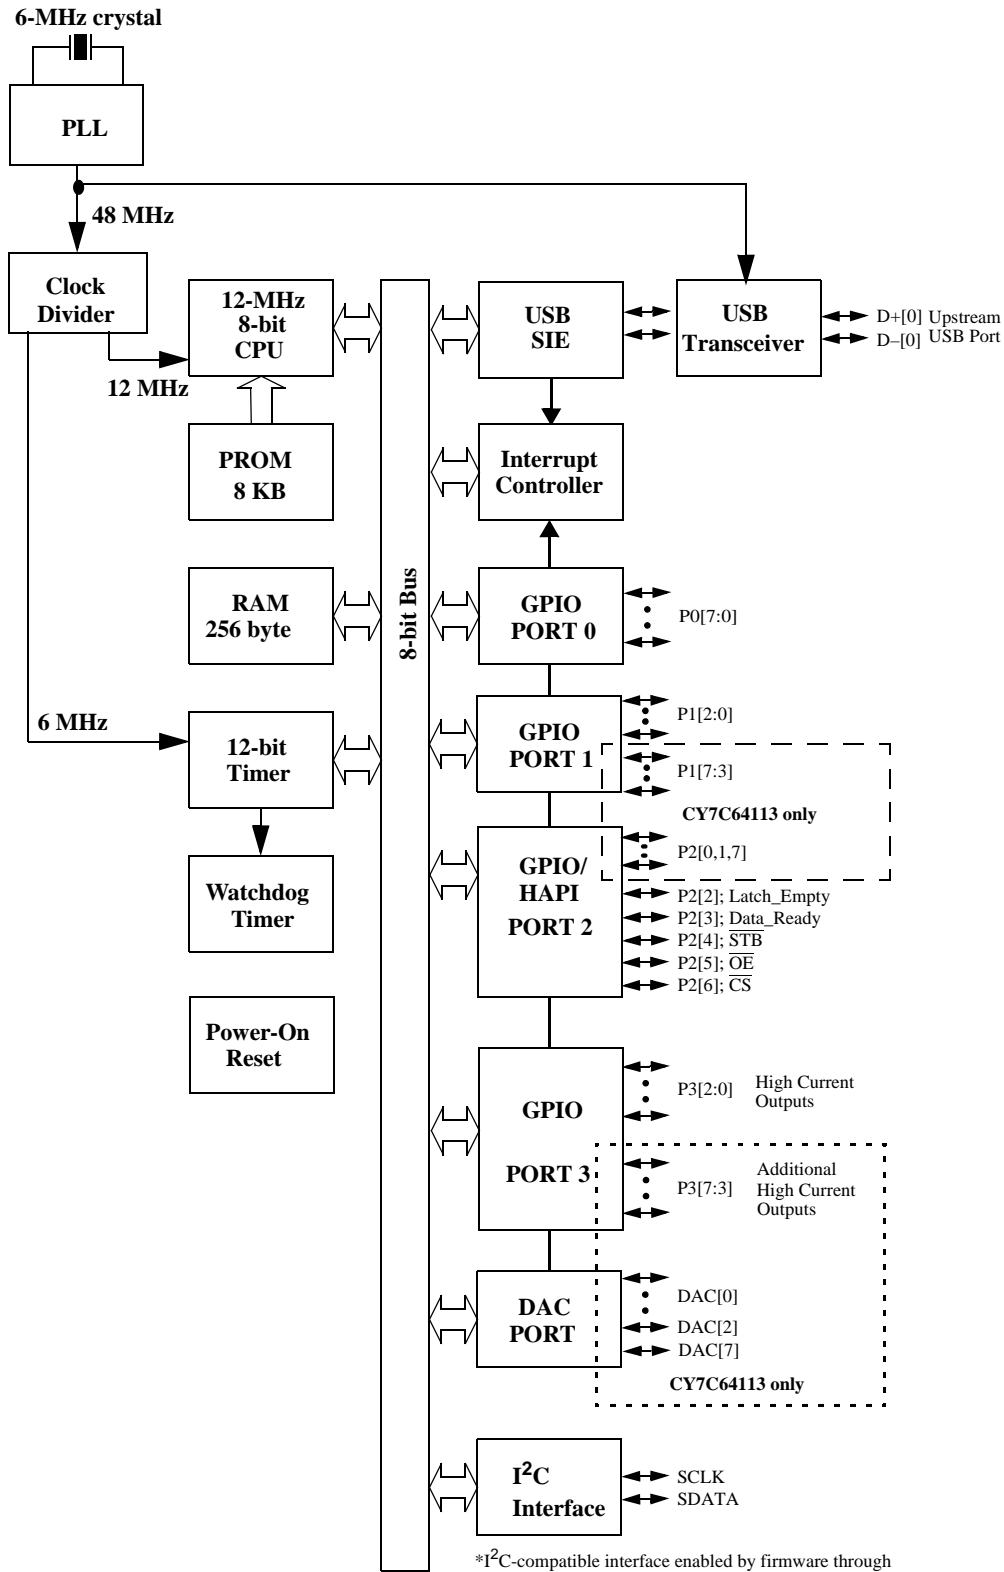 6-MHz crystal
PLL
48 MHz
Clock
Divider
12-MHz
8-bit
CPU
USB
SIE
USB
Transceiver
D+[0] Upstream
D–[0] USB Port
12 MHz
PROM
8 KB
Interrupt
Controller
8-bit Bus
RAM
256 byte
GPIO
PORT 0
P0[7:0]
6 MHz
12-bit
Timer
GPIO
PORT 1
P1[2:0]
P1[7:3]
CY7C64113 only
Watchdog
Timer
GPIO/
HAPI
PORT 2
P2[0,1,7]
P2[2]; Latch_Empty
P2[3]; Data_Ready
P2[4]; S̅T̅B̅
P2[5]; O̅E̅
P2[6]; C̅S̅
Power-On
Reset
GPIO
PORT 3
P3[2:0]
High Current
Outputs
P3[7:3]
Additional
High Current
Outputs
DAC
PORT
DAC[0]
DAC[2]
DAC[7]
CY7C64113 only
I²C
Interface
SCLK
SDATA
*I²C-compatible interface enabled by firmware through